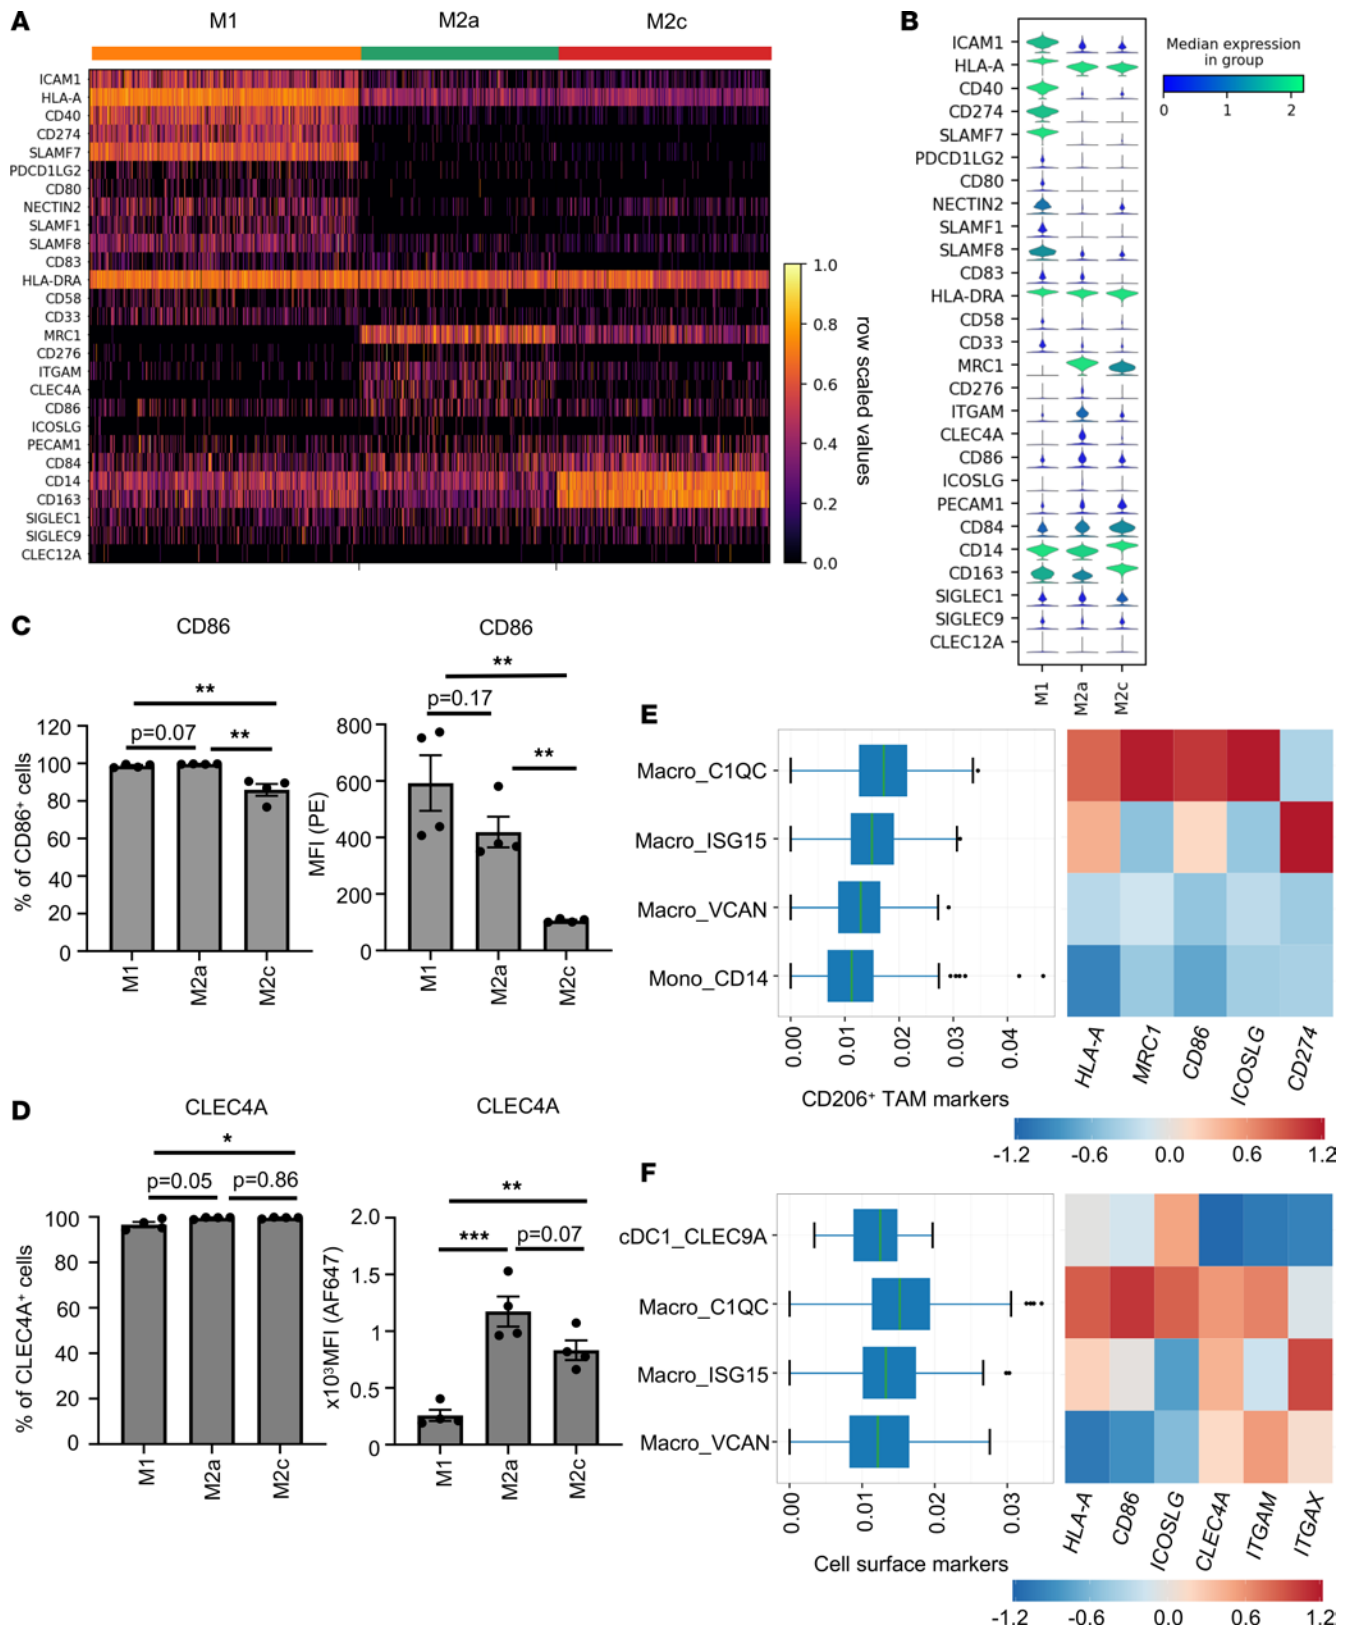 A
M1
M2a
M2c
ICAM1
HLA-A
CD40
CD274
SLAMF7
PDCD1LG2
CD80
NECTIN2
SLAMF1
SLAMF8
CD83
HLA-DRA
CD58
CD33
MRC1
CD276
ITGAM
CLEC4A
CD86
ICOSLG
PECAM1
CD84
CD14
CD163
SIGLEC1
SIGLEC9
CLEC12A
1.0
0.8
0.6
0.4
0.2
0.0
row scaled values
B
ICAM1
HLA-A
CD40
CD274
SLAMF7
PDCD1LG2
CD80
NECTIN2
SLAMF1
SLAMF8
CD83
HLA-DRA
CD58
CD33
MRC1
CD276
ITGAM
CLEC4A
CD86
ICOSLG
PECAM1
CD84
CD14
CD163
SIGLEC1
SIGLEC9
CLEC12A
M1
M2a
M2c
Median expression
in group
0 1 2
C
CD86
**
p=0.07
**
120
100
80
60
40
20
0
% of CD86+ cells
M1
M2a
M2c
CD86
**
p=0.17
**
800
600
400
200
0
MFI (PE)
M1
M2a
M2c
D
CLEC4A
*
p=0.05
p=0.86
100
80
60
40
20
0
% of CLEC4A+ cells
M1
M2a
M2c
CLEC4A
**
***
p=0.07
2.0
1.5
1
0.5
0
x10³MFI (AF647)
M1
M2a
M2c
E
Macro_C1QC
Macro_ISG15
Macro_VCAN
Mono_CD14
0.00
0.01
0.02
0.03
0.04
CD206+ TAM markers
HLA-A
MRC1
CD86
ICOSLG
CD274
-1.2 -0.6 0.0 0.6 1.2
F
cDC1_CLEC9A
Macro_C1QC
Macro_ISG15
Macro_VCAN
0.00
0.01
0.02
0.03
Cell surface markers
HLA-A
CD86
ICOSLG
CLEC4A
ITGAM
ITGAX
-1.2 -0.6 0.0 0.6 1.2